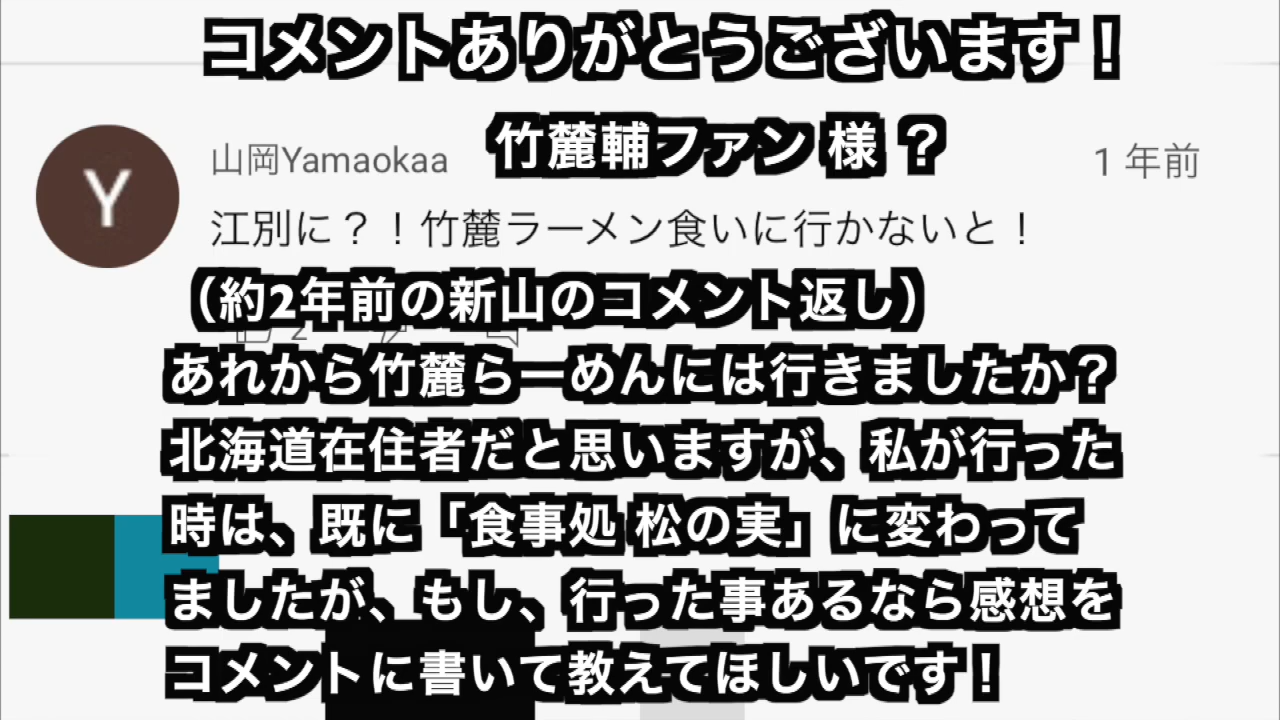 コメントありがとうございます！
竹麓輔ファン 様 ？
Y
山岡Yamaokaa
1 年前
江別に？！竹麓ラーメン食いに行かないと！
（約2年前の新山のコメント返し）
2
あれから竹麓らーめんには行きましたか？
北海道在住者だと思いますが、私が行った
時は、既に「食事処 松の実」に変わって
ましたが、もし、行った事あるなら感想を
コメントに書いて教えてほしいです！